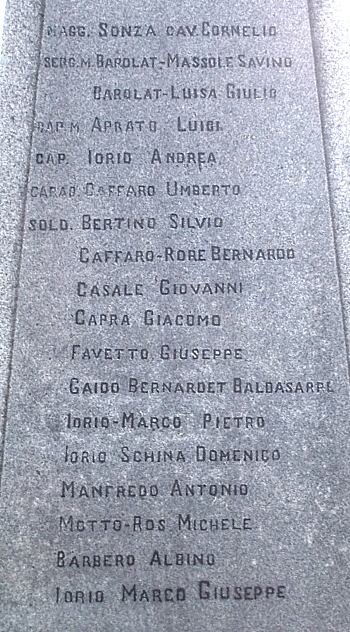 MAGG. SONZA CAV. CORNELIO
SERG. M. BAROLAT-MASSOLE SAVINO
BAROLAT-LUISA GIULIO
CAP. M. APRATO LUIGI
CAP. IORIO ANDREA
CAPAD. CAFFARO UMBERTO
SOLD. BERTINO SILVIO
CAFFARO-RORE BERNARDO
CASALE GIOVANNI
CAPRA GIACOMO
FAVETTO GIUSEPPE
GAIDO BERNARDET BALDASARRE
IORIO-MARCO PIETRO
IORIO SCHINA DOMENICO
MANFREDO ANTONIO
MOTTO-ROS MICHELE
BARBERO ALBINO
IORIO MARCO GIUSEPPE